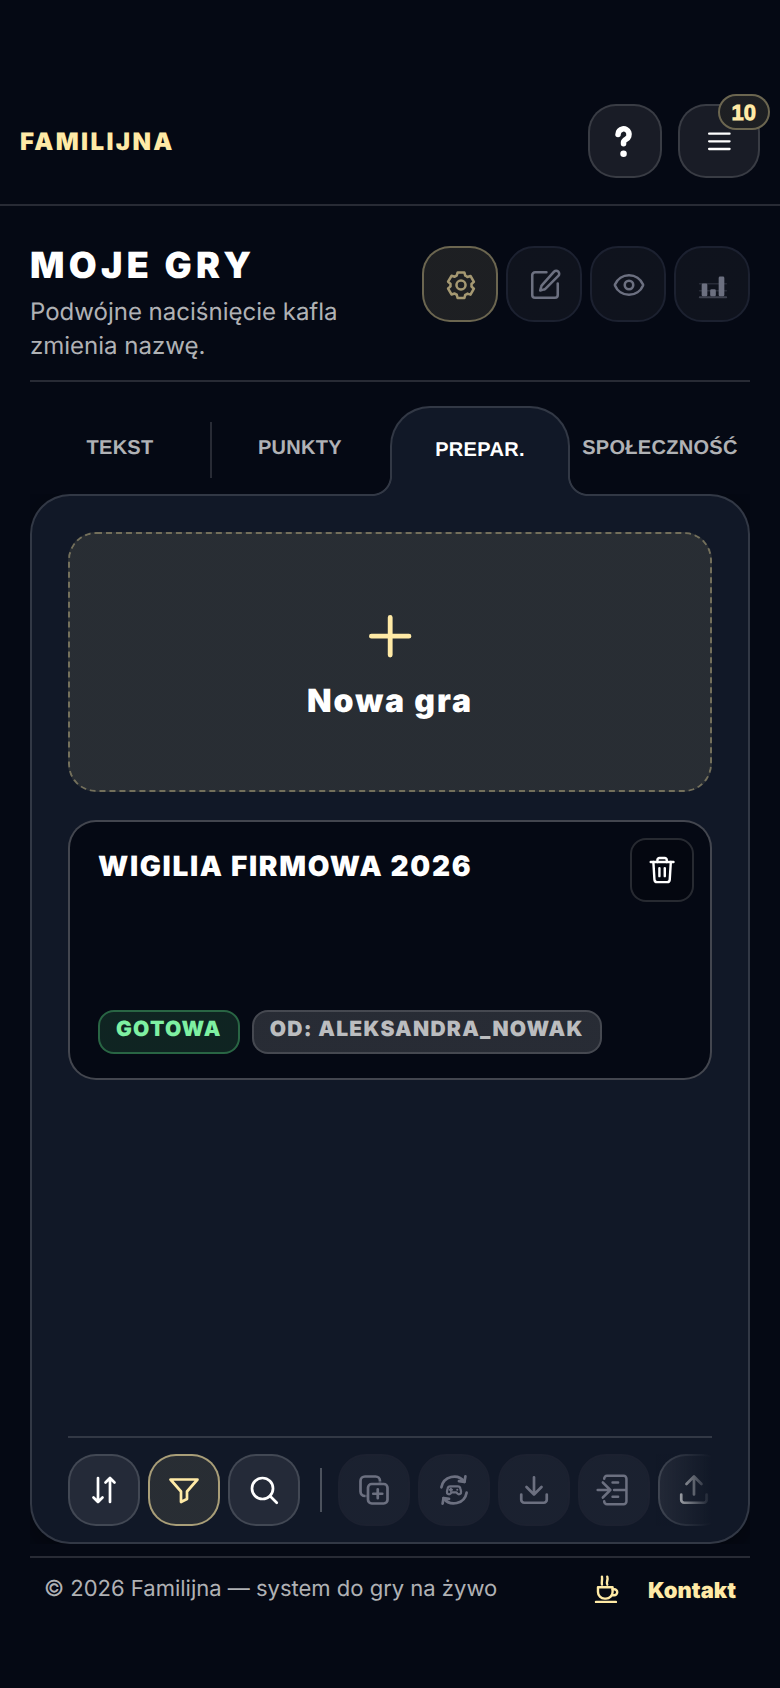 FAMILIJNA
?
10
MOJE GRY
Podwójne naciśnięcie kafla
zmienia nazwę.
TEKST
PUNKTY
PREPAR.
SPOŁECZNOŚĆ
Nowa gra
WIGILIA FIRMOWA 2026
GOTOWA
OD: ALEKSANDRA_NOWAK
© 2026 Familijna — system do gry na żywo
Kontakt